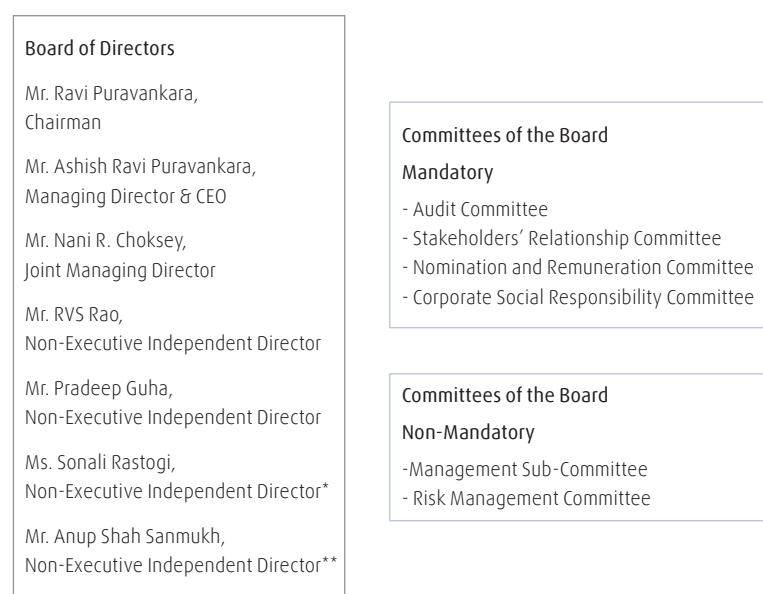 Board of Directors
Mr. Ravi Puravankara,
Chairman
Mr. Ashish Ravi Puravankara,
Managing Director & CEO
Mr. Nani R. Choksey,
Joint Managing Director
Mr. RVS Rao,
Non-Executive Independent Director
Mr. Pradeep Guha,
Non-Executive Independent Director
Ms. Sonali Rastogi,
Non-Executive Independent Director*
Mr. Anup Shah Sanmukh,
Non-Executive Independent Director**
Committees of the Board
Mandatory
- Audit Committee
- Stakeholders’ Relationship Committee
- Nomination and Remuneration Committee
- Corporate Social Responsibility Committee
Committees of the Board
Non-Mandatory
-Management Sub-Committee
- Risk Management Committee